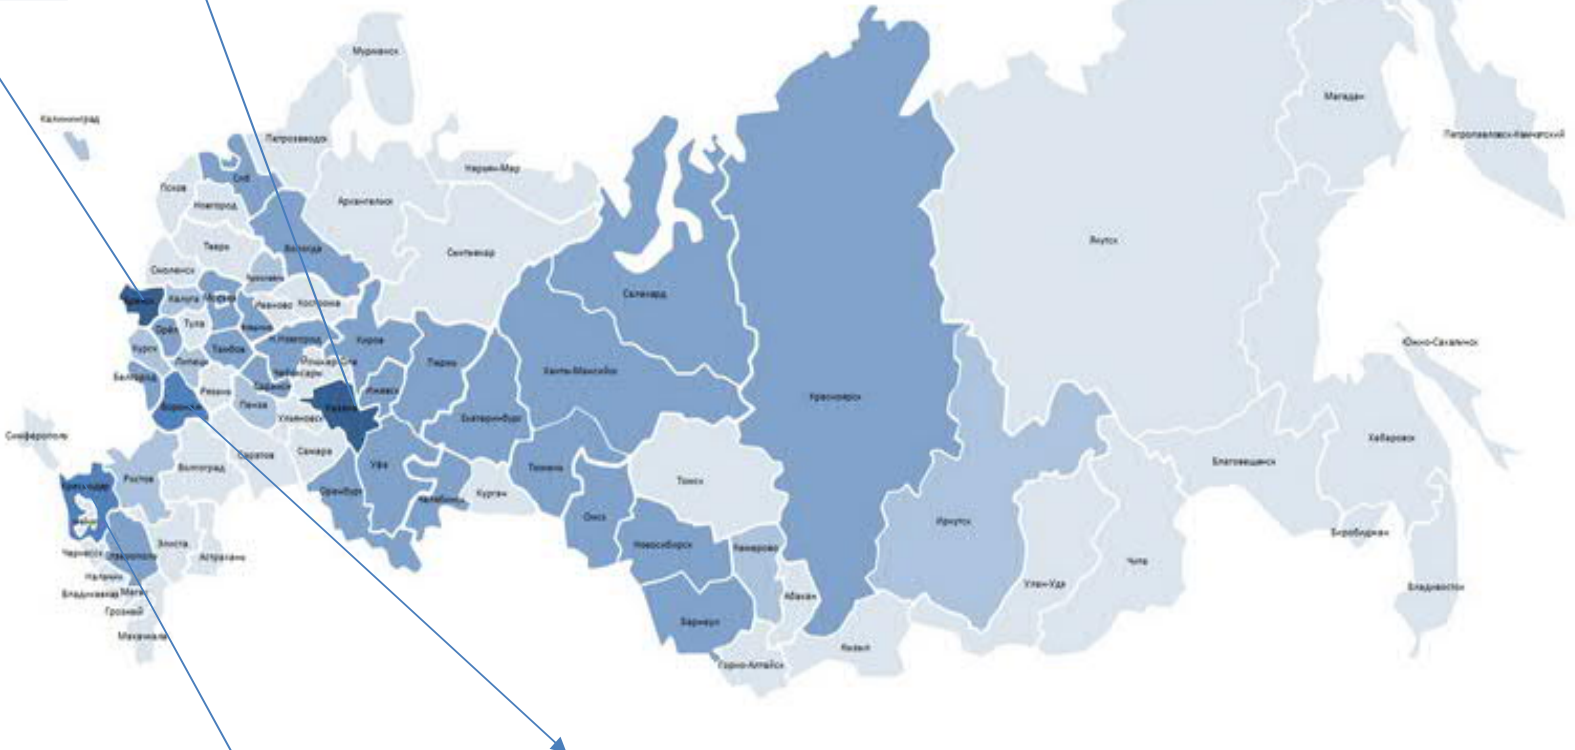 Мурманск
Магадан
Калининград
Петропавловск-Камчатский
Петрозаводск
Нарьян-Мар
Спб
Псков
Архангельск
Новгород
Якутск
Тверь
Вологда
Сыктывкар
Смоленск
Ярославль
Салехард
Брянск
Калуга
Москва
Иваново
Кострома
Орёл
Тула
Киров
Н.Новгород
Южно-Сахалинск
Курск
Тамбов
Липецк
Йошкар-Ола
Пермь
Чебоксары
Ханты-Мансийск
Белгород
Саранск
Рязань
Ижевск
Красноярск
Воронеж
Пенза
Казань
Ульяновск
Екатеринбург
Симферополь
Хабаровск
Самара
Саратов
Волгоград
Уфа
Благовещенск
Тюмень
Ростов
Томск
Краснодар
Оренбург
Челябинск
Курган
Омск
Иркутск
Биробиджан
Элиста
Новосибирск
Кемерово
Черкесск
Ставрополь
Астрахань
Чита
Нальчик
Улан-Удэ
Владивосток
Владикавказ
Абакан
Грозный
Барнаул
Махачкала
Кызыл
Горно-Алтайск